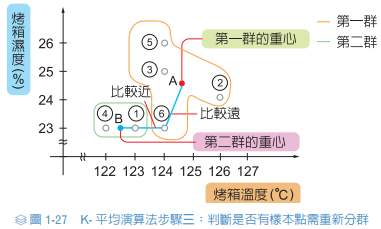 烤箱濕度(%)
第一群
第二群
26
25
24
23
⑤
③
②
④
①
⑥
A
B
第一群的重心
比較近
比較遠
第二群的重心
122 123 124 125 126 127
烤箱溫度(℃)
圖 1-27 K-平均演算法步驟三：判斷是否有樣本點需重新分群